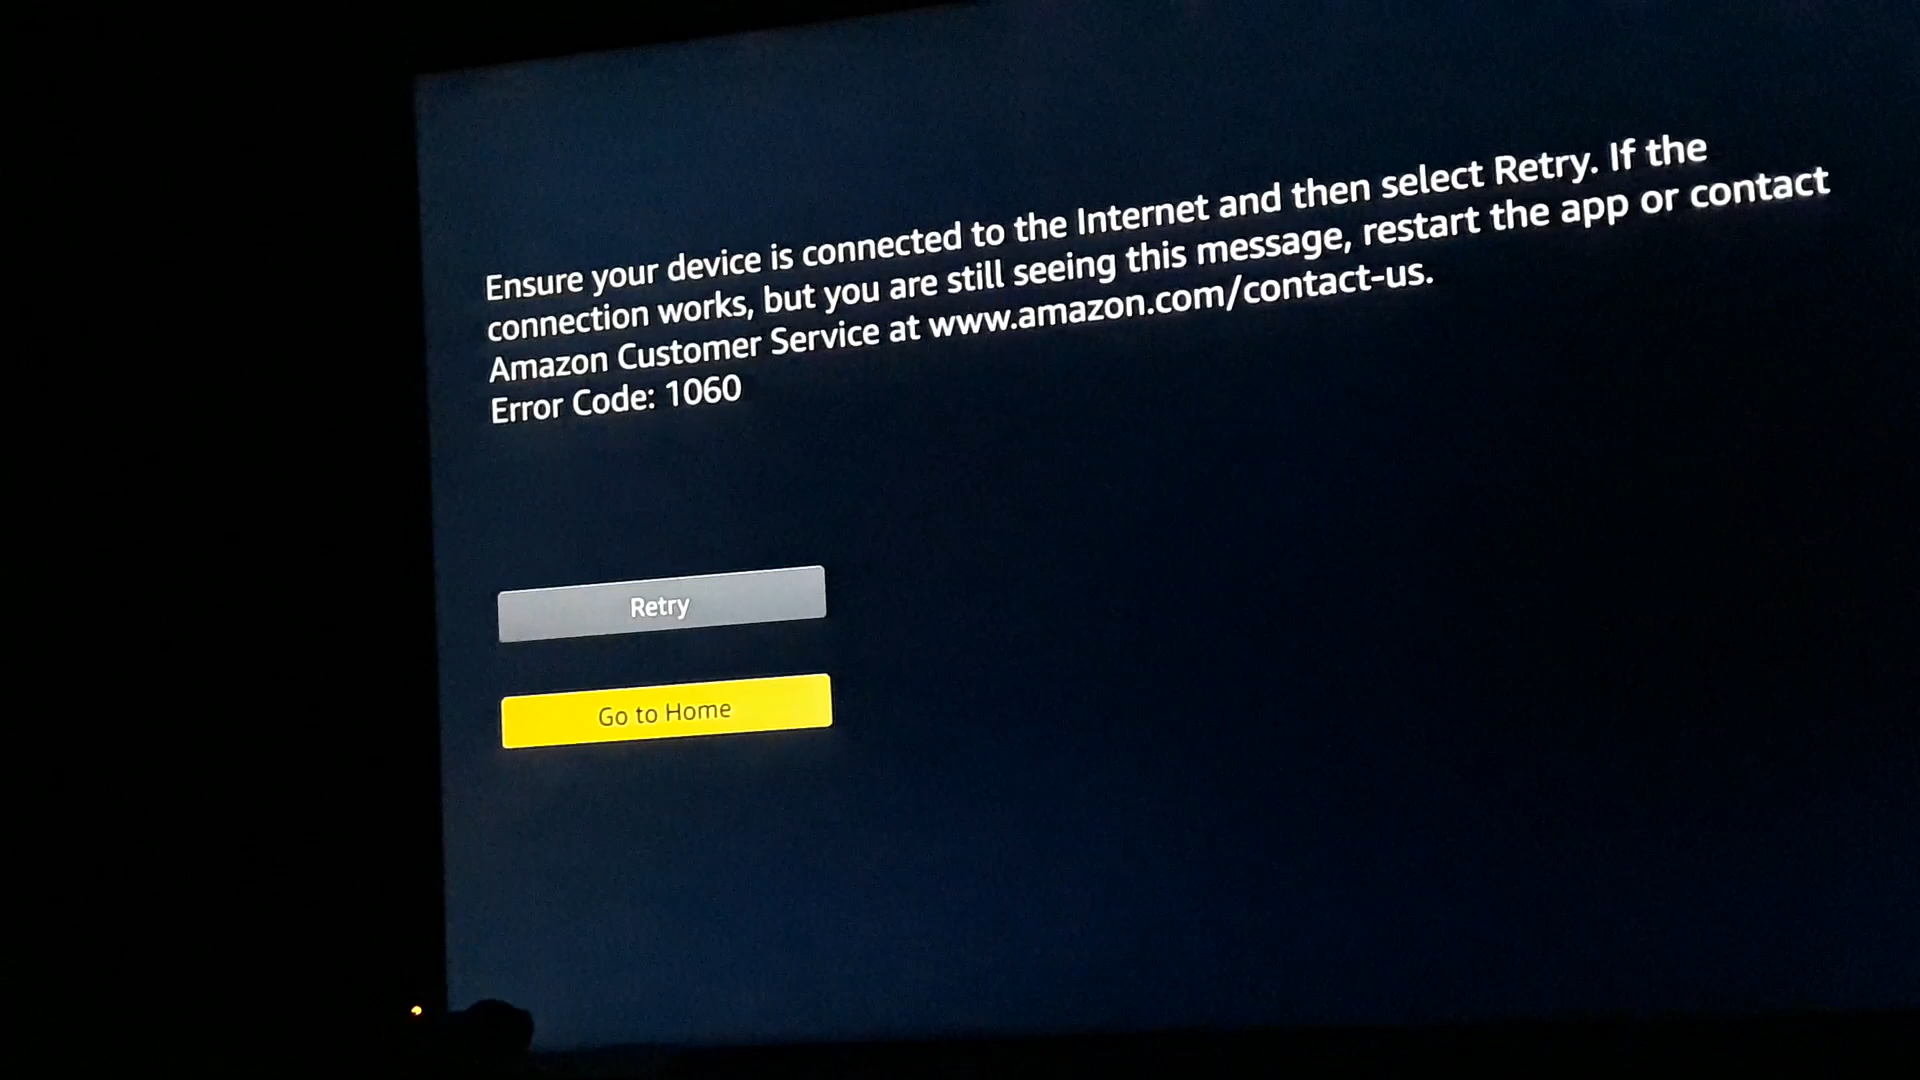 Ensure your device is connected to the Internet and then select Retry. If the
connection works, but you are still seeing this message, restart the app or contact
Amazon Customer Service at www.amazon.com/contact-us.
Error Code: 1060
Retry
Go to Home